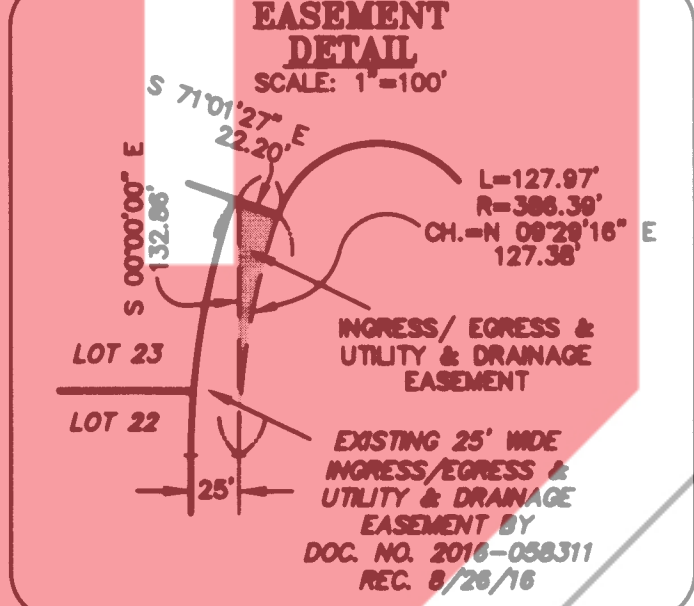 EASEMENT
DETAIL
SCALE: 1"=100'
S 71°01'27" E
22.20'
S 00°00'00" E
132.86'
L=127.97'
R=386.39'
CH.=N 09°29'16" E
127.38'
INGRESS/ EGRESS &
UTILITY & DRAINAGE
EASEMENT
LOT 23
LOT 22
25'
EXISTING 25' WIDE
INGRESS/EGRESS &
UTILITY & DRAINAGE
EASEMENT BY
DOC. NO. 2016-058311
REC. 8/26/16